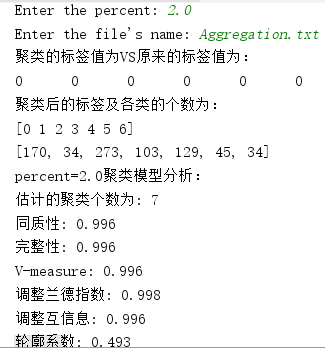 Enter the percent: 2.0
Enter the file's name: Aggregation.txt
聚类的标签值为VS原来的标签值为:
0 0 0 0 0 0
聚类后的标签及各类的个数为:
[0 1 2 3 4 5 6]
[170, 34, 273, 103, 129, 45, 34]
percent=2.0聚类模型分析:
估计的聚类个数为: 7
同质性: 0.996
完整性: 0.996
V-measure: 0.996
调整兰德指数: 0.998
调整互信息: 0.996
轮廓系数: 0.493